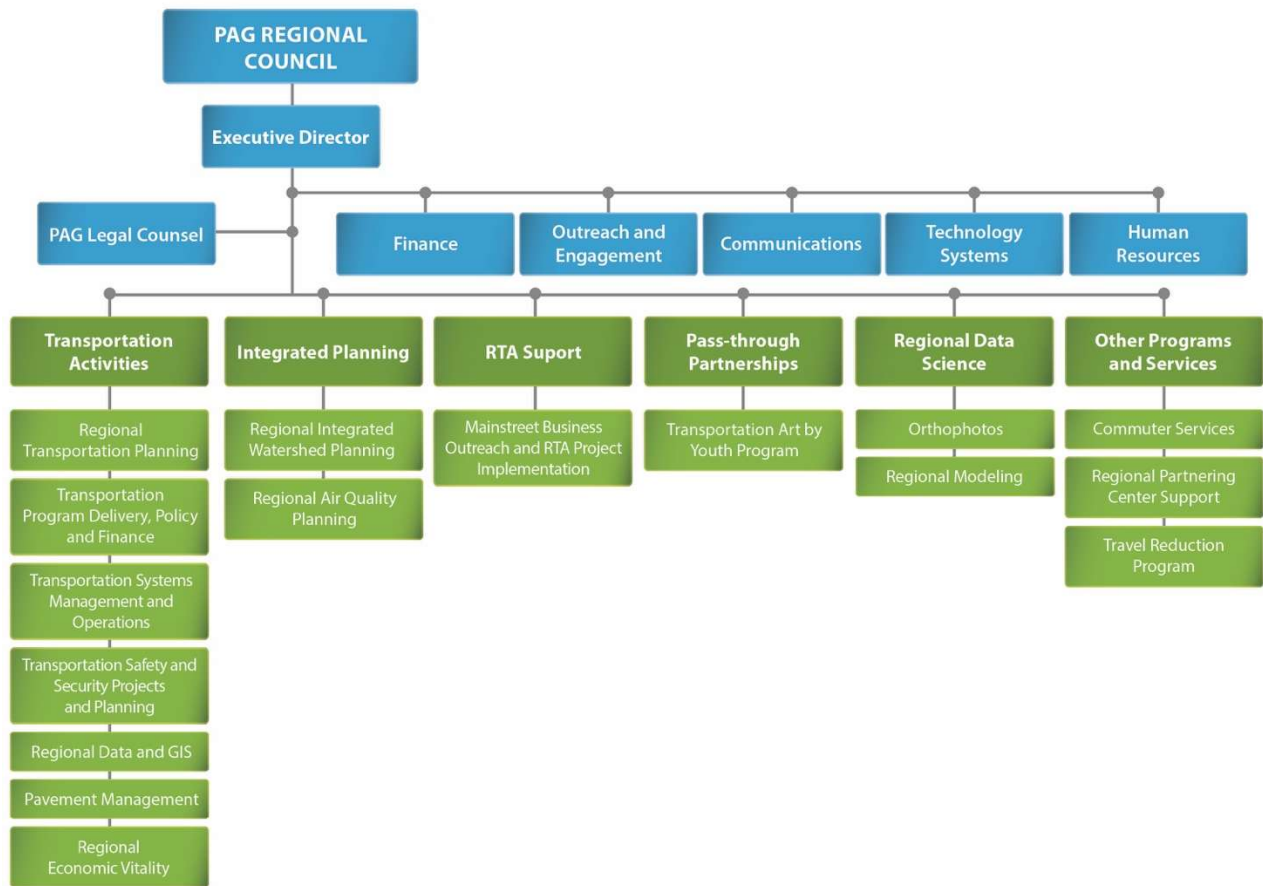 PAG REGIONAL
COUNCIL
Executive Director
PAG Legal Counsel
Finance
Outreach and
Engagement
Communications
Technology
Systems
Human
Resources
Transportation
Activities
Regional
Transportation Planning
Transportation
Program Delivery, Policy
and Finance
Transportation Systems
Management and
Operations
Transportation Safety and
Security Projects
and Planning
Regional Data and GIS
Pavement Management
Regional
Economic Vitality
Integrated Planning
Regional Integrated
Watershed Planning
Regional Air Quality
Planning
RTA Suport
Mainstreet Business
Outreach and RTA Project
Implementation
Pass-through
Partnerships
Transportation Art by
Youth Program
Regional Data
Science
Orthophotos
Regional Modeling
Other Programs
and Services
Commuter Services
Regional Partnering
Center Support
Travel Reduction
Program